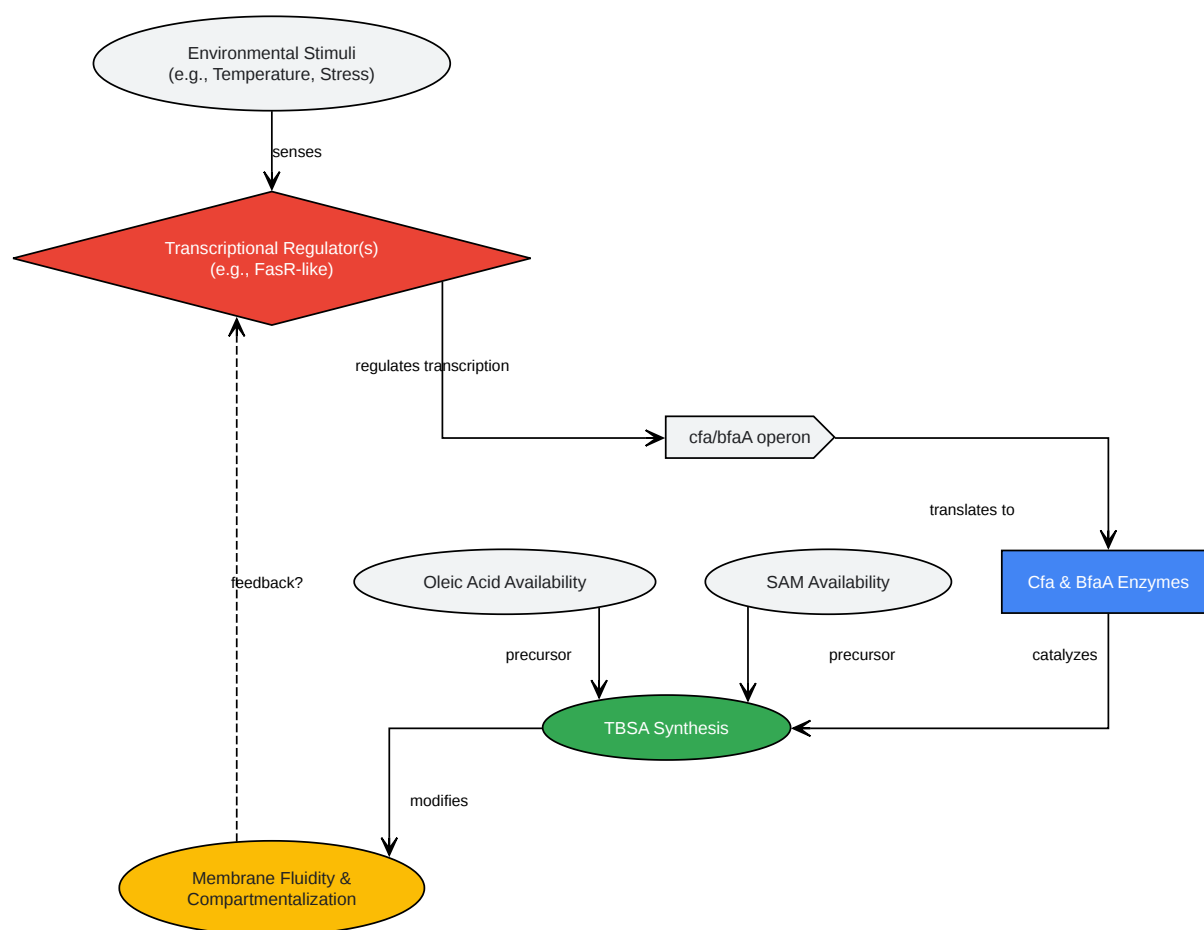 Environmental Stimuli
(e.g., Temperature, Stress)
senses
Transcriptional Regulator(s)
(e.g., FasR-like)
regulates transcription
cfa/bfaA operon
translates to
feedback?
Oleic Acid Availability
SAM Availability
Cfa & BfaA Enzymes
precursor
precursor
catalyzes
TBSA Synthesis
modifies
Membrane Fluidity &
Compartmentalization